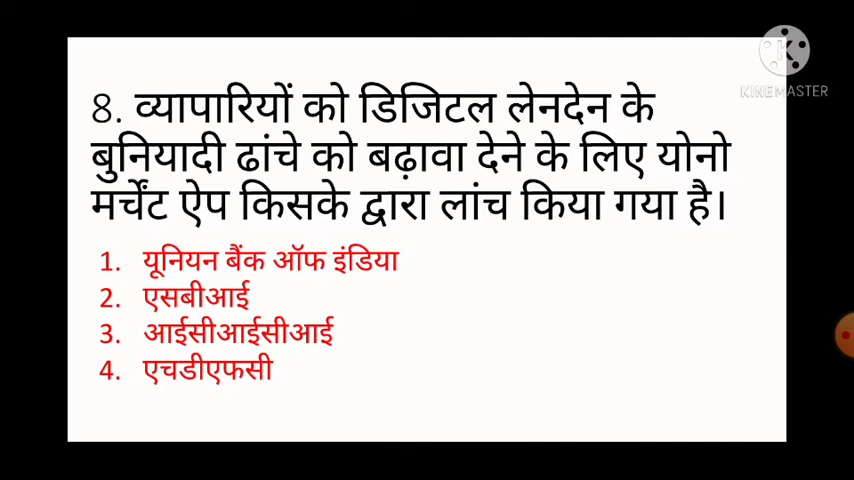 KINEMASTER
8. व्यापारियों को डिजिटल लेनदेन के
बुनियादी ढांचे को बढ़ावा देने के लिए योनो
मर्चेंट ऐप किसके द्वारा लांच किया गया है।
1. यूनियन बैंक ऑफ इंडिया
2. एसबीआई
3. आईसीआईसीआई
4. एचडीएफसी